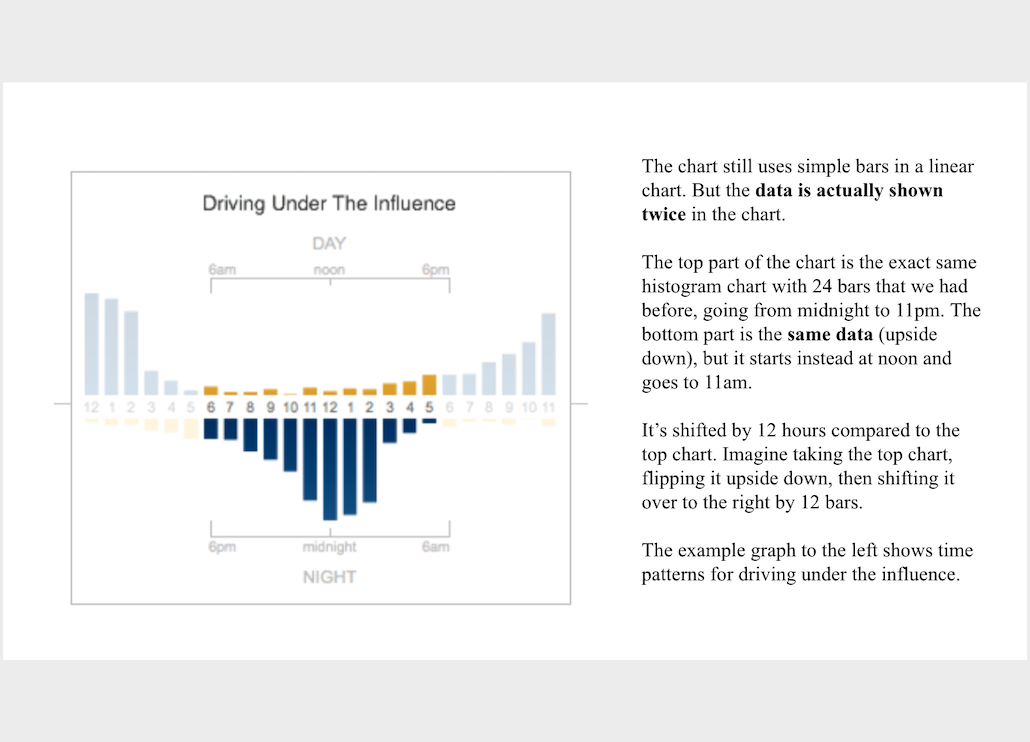 Driving Under The Influence
DAY
6am noon 6pm
12 1 2 3 4 5 6 7 8 9 10 11 12 1 2 3 4 5 6 7 8 9 10 11
6pm midnight 6am
NIGHT
The chart still uses simple bars in a linear
chart. But the data is actually shown
twice in the chart.
The top part of the chart is the exact same
histogram chart with 24 bars that we had
before, going from midnight to 11pm. The
bottom part is the same data (upside
down), but it starts instead at noon and
goes to 11am.
It’s shifted by 12 hours compared to the
top chart. Imagine taking the top chart,
flipping it upside down, then shifting it
over to the right by 12 bars.
The example graph to the left shows time
patterns for driving under the influence.